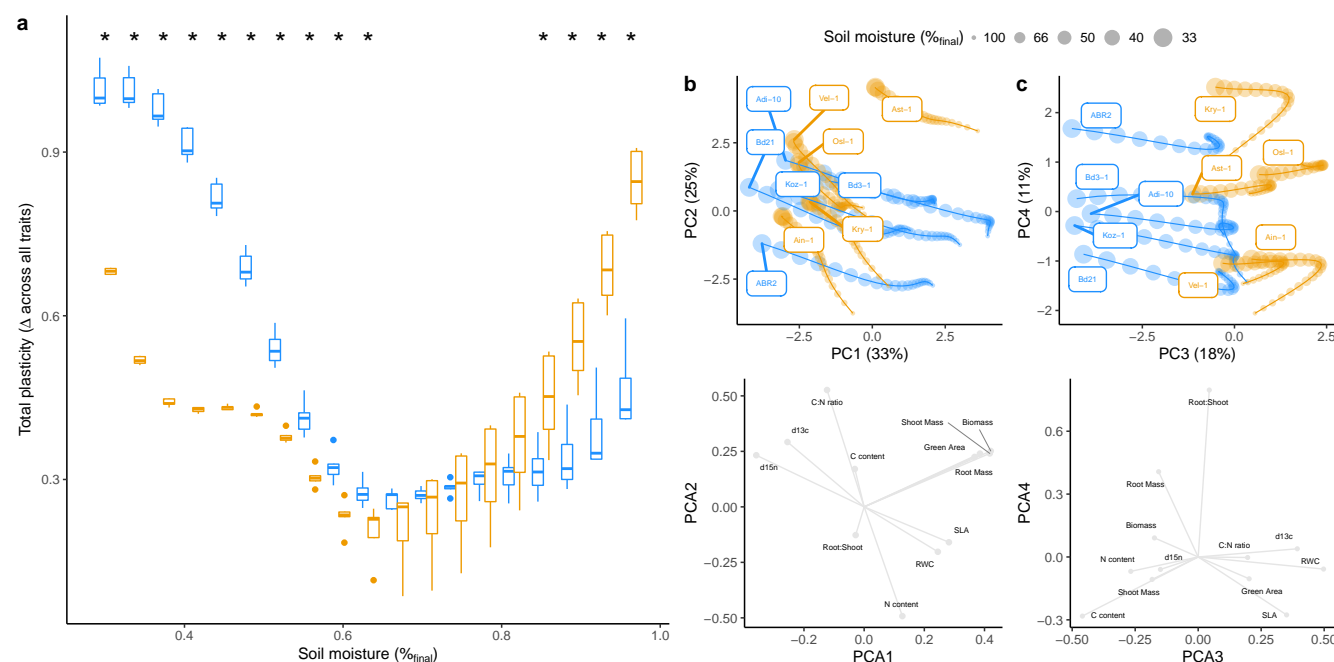 a
* * * * * * * * * * * * * *
Total plasticity (Δ across all traits)
0.9
0.6
0.3
0.4 0.6 0.8 1.0
Soil moisture (%final)
Soil moisture (%final) 100 66 50 40 33
b
PC2 (25%)
2.5
0.0
−2.5
Adi−10
Vel−1
Ast−1
Bd21
Osl−1
Koz−1
Bd3−1
Ain−1
Kry−1
ABR2
−2.5 0.0 2.5
PC1 (33%)
c
PC4 (11%)
2
1
0
−1
−2
Kry−1
ABR2
Osl−1
Bd3−1
Adi−10
Ast−1
Koz−1
Ain−1
Bd21
Vel−1
−2.5 0.0 2.5
PC3 (18%)
PCA2
0.50
0.25
0.00
−0.25
−0.50
C:N ratio
Shoot Mass
Biomass
d13c
Green Area
C content
d15n
Root Mass
SLA
Root:Shoot
RWC
N content
−0.2 0.0 0.2 0.4
PCA1
PCA4
0.6
0.3
0.0
−0.3
Root:Shoot
Root Mass
Biomass
d13c
C:N ratio
N content
d15n
RWC
Shoot Mass
Green Area
C content
SLA
−0.50 −0.25 0.00 0.25 0.50
PCA3